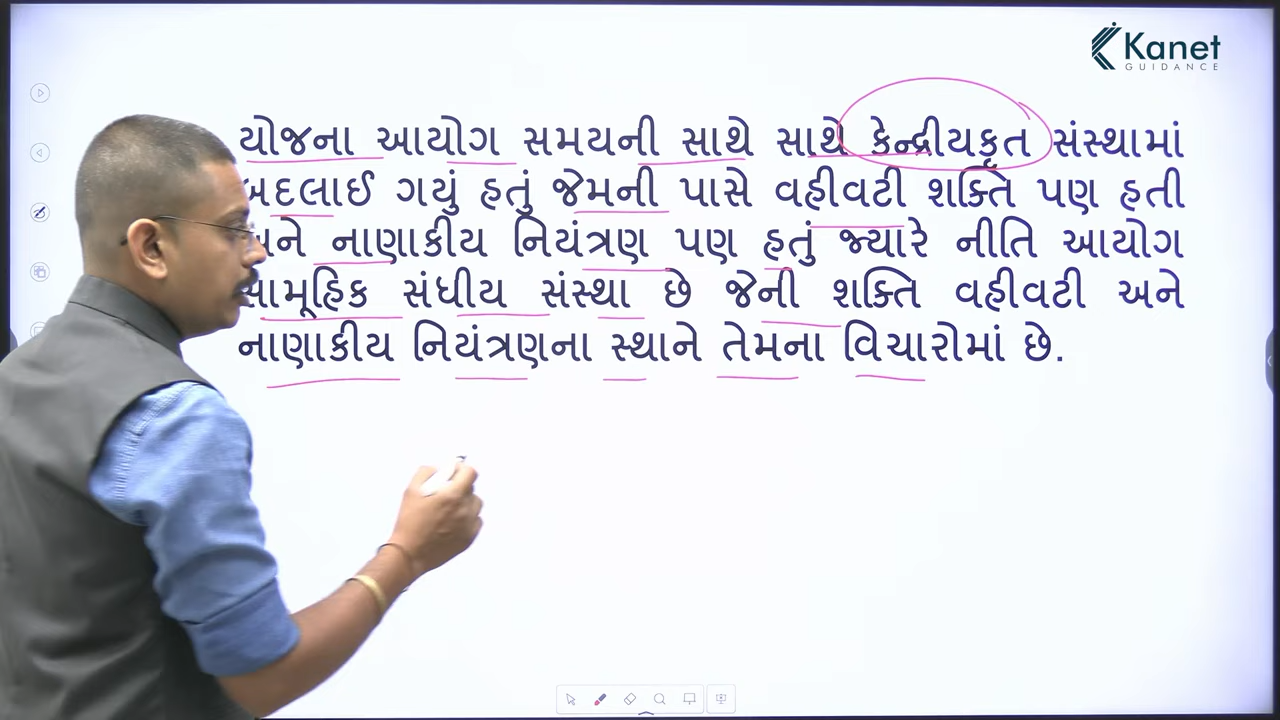 Kanet
GUIDANCE
યોજના આયોગ સમયની સાથે સાથે કેન્દ્રીયકૃત સંસ્થામાં
બદલાઈ ગયું હતું જેમની પાસે વહીવટી શક્તિ પણ હતી
અને નાણાકીય નિયંત્રણ પણ હતું જ્યારે નીતિ આયોગ
સામૂહિક સંધીય સંસ્થા છે જેની શક્તિ વહીવટી અને
નાણાકીય નિયંત્રણના સ્થાને તેમના વિચારોમાં છે.